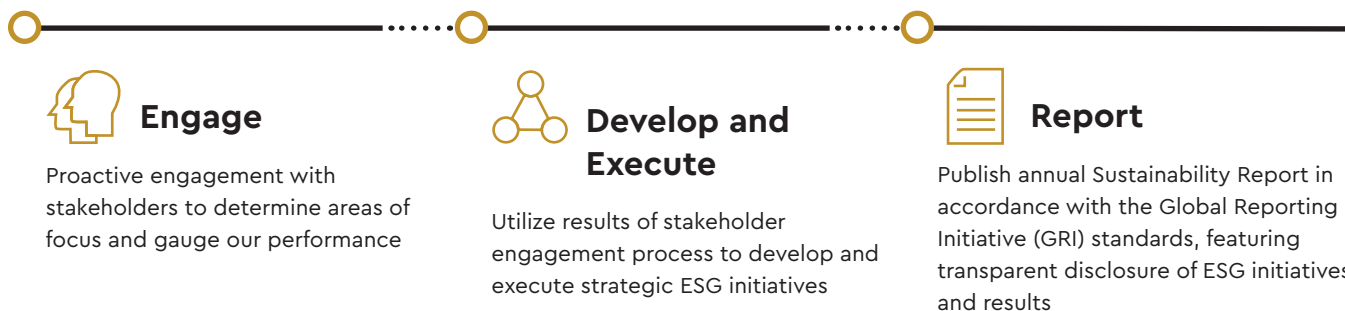 Engage
Proactive engagement with
stakeholders to determine areas of
focus and gauge our performance
Develop and
Execute
Utilize results of stakeholder
engagement process to develop and
execute strategic ESG initiatives
Report
Publish annual Sustainability Report in
accordance with the Global Reporting
Initiative (GRI) standards, featuring
transparent disclosure of ESG initiatives
and results